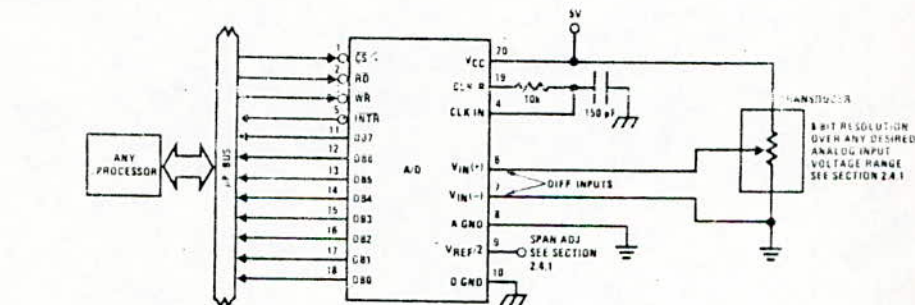 5V
1
CS
2
RD
WR
5
INTR
11
DB7
12
DB6
13
DB5
14
DB4
15
DB3
16
DB2
17
DB1
18
DB0
ANY
PROCESSOR
µP BUS
A/D
20
VCC
19
CLK R
4
CLK IN
6
VIN(+)
7
VIN(−)
8
A GND
9
VREF/2
10
D GND
10k
150 pF
DIFF INPUTS
SPAN ADJ
SEE SECTION
2.4.1
TRANSDUCER
8 BIT RESOLUTION
OVER ANY DESIRED
ANALOG INPUT
VOLTAGE RANGE
SEE SECTION 2.4.1